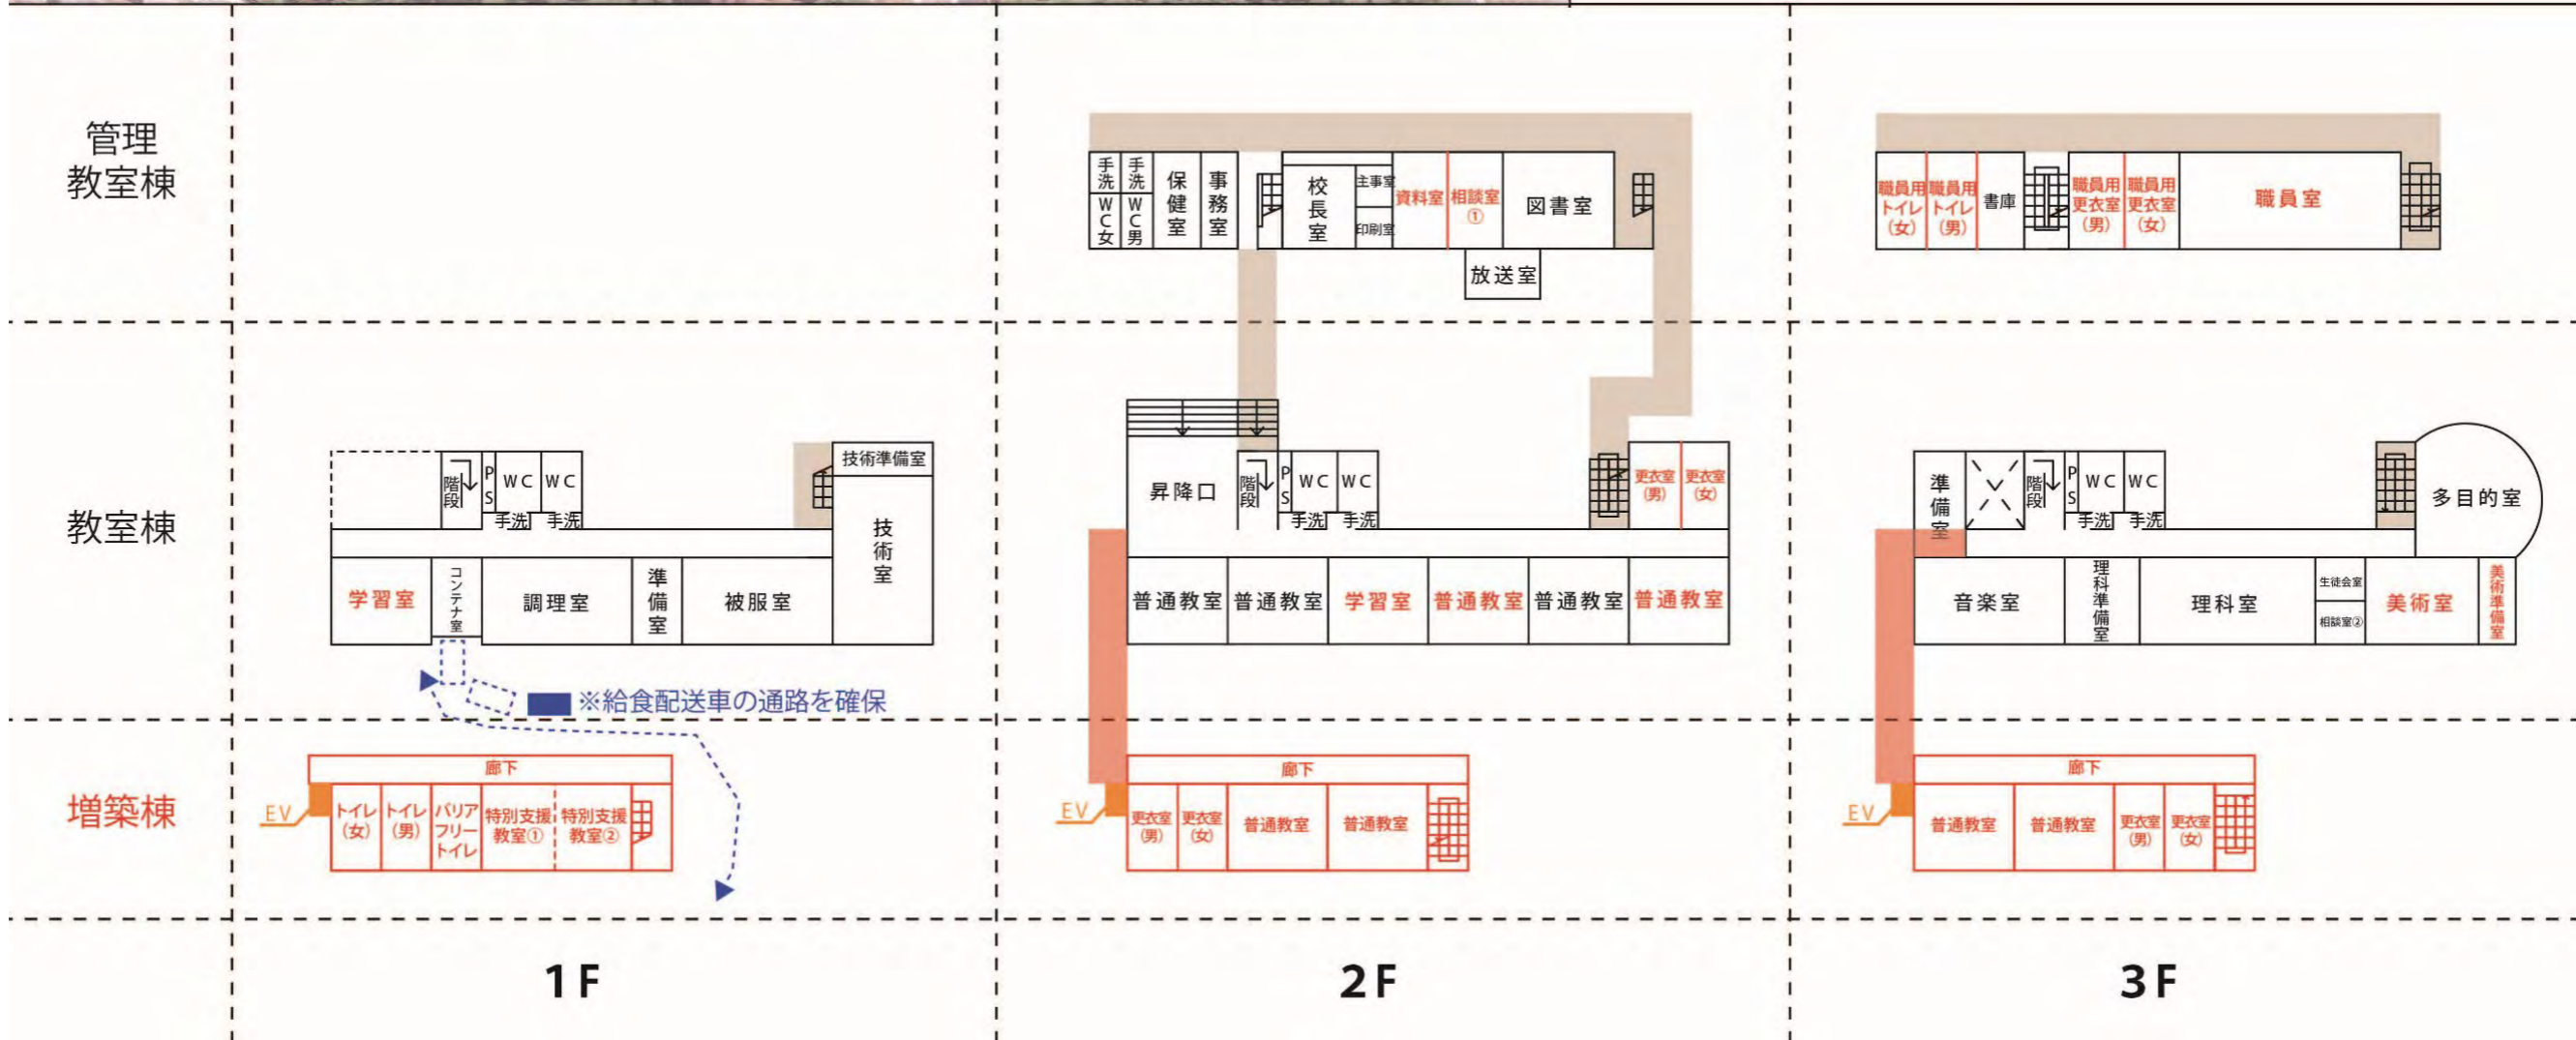 管理
教室棟
手洗
手洗
WC女
WC男
保健室
事務室
校長室
主事室
印刷室
資料室
相談室
①
図書室
放送室
職員用
トイレ
(女)
職員用
トイレ
(男)
書庫
職員用
更衣室
(男)
職員用
更衣室
(女)
職員室
教室棟
階段
PS
WC
WC
手洗
手洗
技術準備室
技術室
学習室
コンテナ室
調理室
準備室
被服室
※給食配送車の通路を確保
昇降口
階段
PS
WC
WC
手洗
手洗
更衣室
(男)
更衣室
(女)
普通教室
普通教室
学習室
普通教室
普通教室
普通教室
準備室
階段
PS
WC
WC
手洗
手洗
多目的室
音楽室
理科準備室
理科室
生徒会室
相談室②
美術室
美術準備室
増築棟
廊下
EV
トイレ
(女)
トイレ
(男)
バリア
フリー
トイレ
特別支援
教室①
特別支援
教室②
廊下
EV
更衣室
(男)
更衣室
(女)
普通教室
普通教室
廊下
EV
普通教室
普通教室
更衣室
(男)
更衣室
(女)
1F
2F
3F